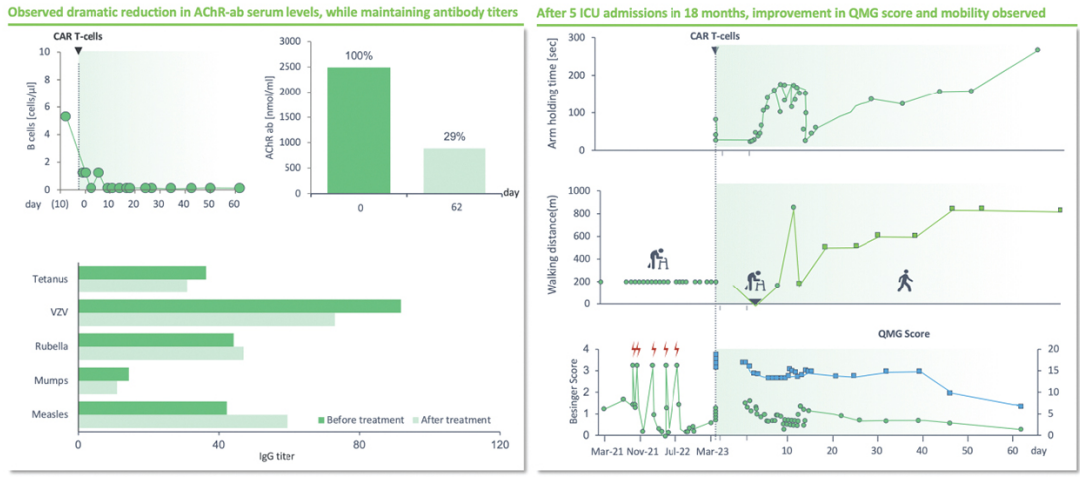 Observed dramatic reduction in AChR-ab serum levels, while maintaining antibody titers
CAR T-cells
B cells [cells/µl]
10
8
6
4
2
0
day (10) 0 10 20 30 40 50 60
AChR ab [nmol/ml]
3000
2500
2000
1500
1000
500
0
100%
29%
day
0 62
Tetanus
VZV
Rubella
Mumps
Measles
Before treatment After treatment
0 40 80 120
IgG titer
After 5 ICU admissions in 18 months, improvement in QMG score and mobility observed
CAR T-cells
Arm holding time [sec]
300
200
100
0
Walking distance(m)
1000
800
600
400
200
0
QMG Score
Besinger Score
4
3
2
1
0
20
15
10
5
0
Mar-21 Nov-21 Jul-22 Mar-23 10 20 30 40 50 60 day